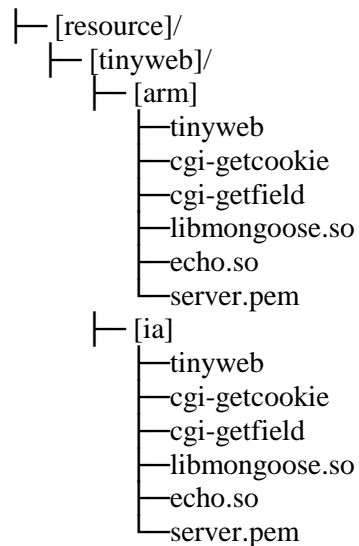 [resource]/
[tinyweb]/
[arm]
tinyweb
cgi-getcookie
cgi-getfield
libmongoose.so
echo.so
server.pem
[ia]
tinyweb
cgi-getcookie
cgi-getfield
libmongoose.so
echo.so
server.pem